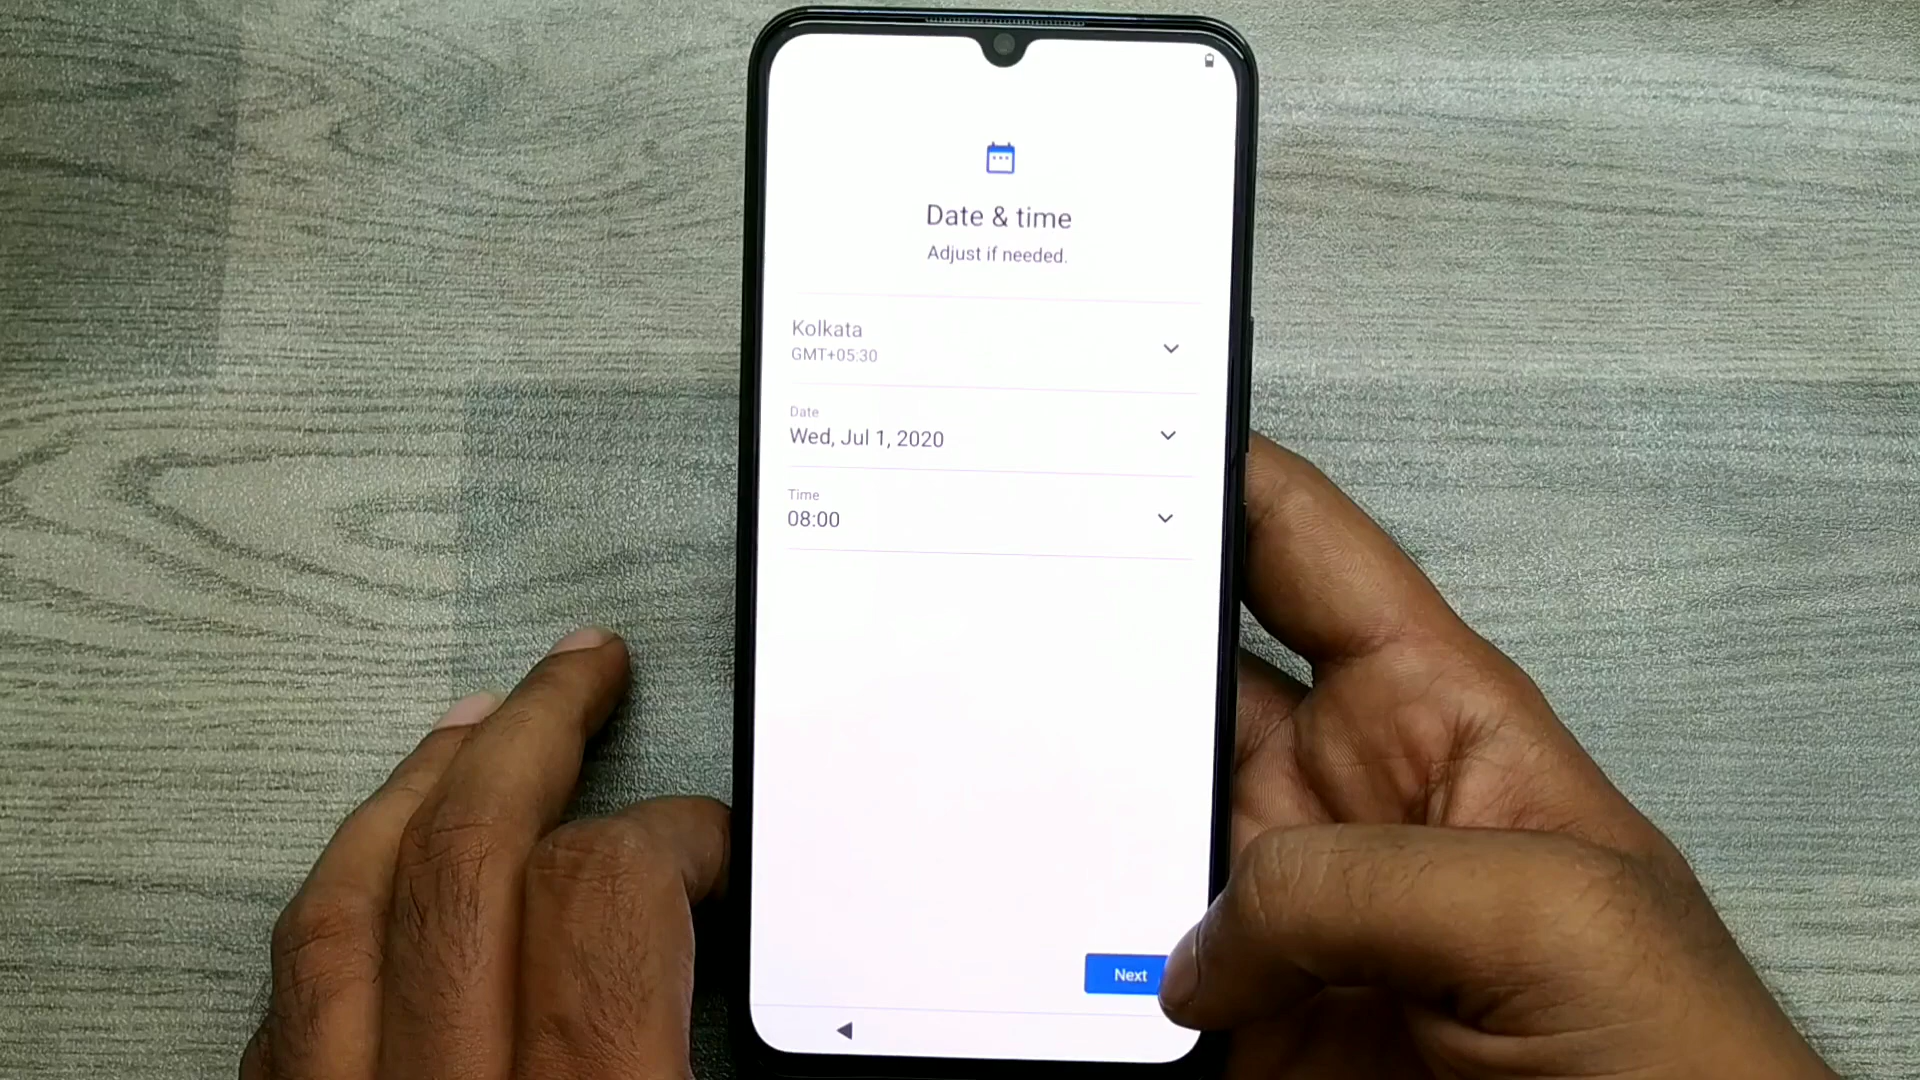 Date & time
Adjust if needed.
Kolkata
GMT+05:30
Date
Wed, Jul 1, 2020
Time
08:00
Next